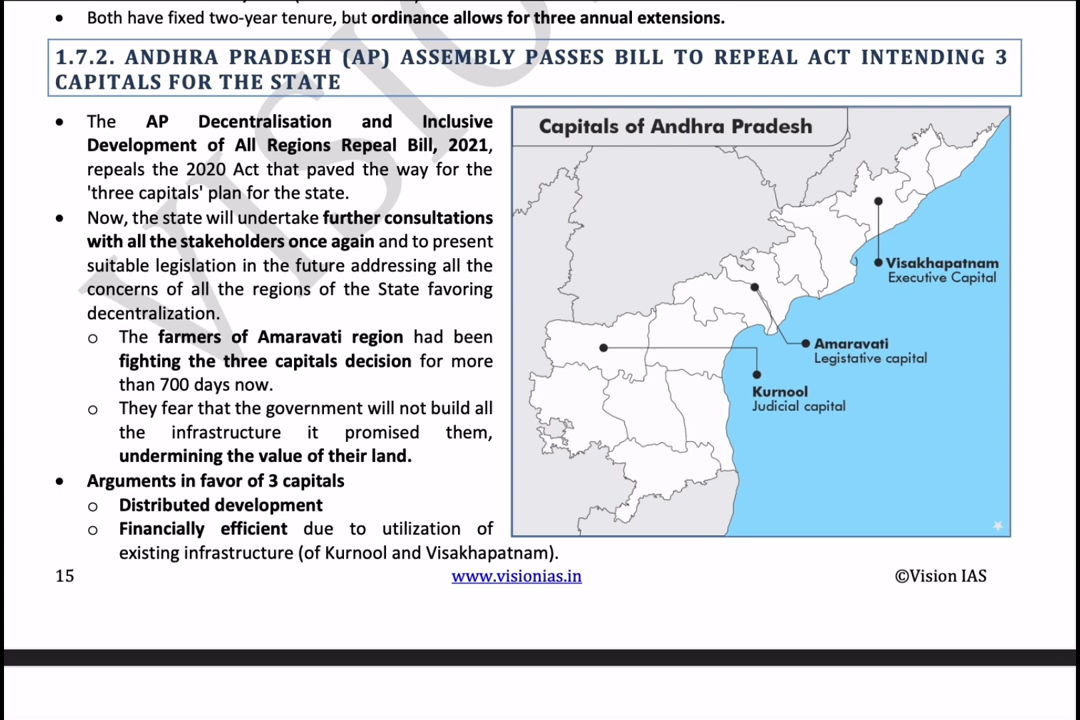 • Both have fixed two-year tenure, but ordinance allows for three annual extensions.
1.7.2. ANDHRA PRADESH (AP) ASSEMBLY PASSES BILL TO REPEAL ACT INTENDING 3
CAPITALS FOR THE STATE
• The AP Decentralisation and Inclusive
Development of All Regions Repeal Bill, 2021,
repeals the 2020 Act that paved the way for the
'three capitals' plan for the state.
• Now, the state will undertake further consultations
with all the stakeholders once again and to present
suitable legislation in the future addressing all the
concerns of all the regions of the State favoring
decentralization.
o The farmers of Amaravati region had been
fighting the three capitals decision for more
than 700 days now.
o They fear that the government will not build all
the infrastructure it promised them,
undermining the value of their land.
• Arguments in favor of 3 capitals
o Distributed development
o Financially efficient due to utilization of
existing infrastructure (of Kurnool and Visakhapatnam).
Capitals of Andhra Pradesh
Visakhapatnam
Executive Capital
Amaravati
Legistative capital
Kurnool
Judicial capital
15
www.visionias.in
©Vision IAS
VISIO